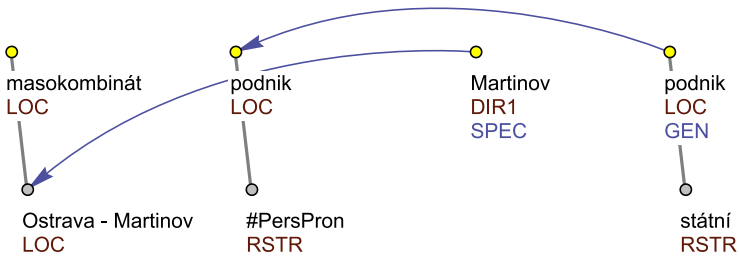 masokombinát
LOC
podnik
LOC
Martinov
DIR1
SPEC
podnik
LOC
GEN
Ostrava - Martinov
LOC
#PersPron
RSTR
státní
RSTR